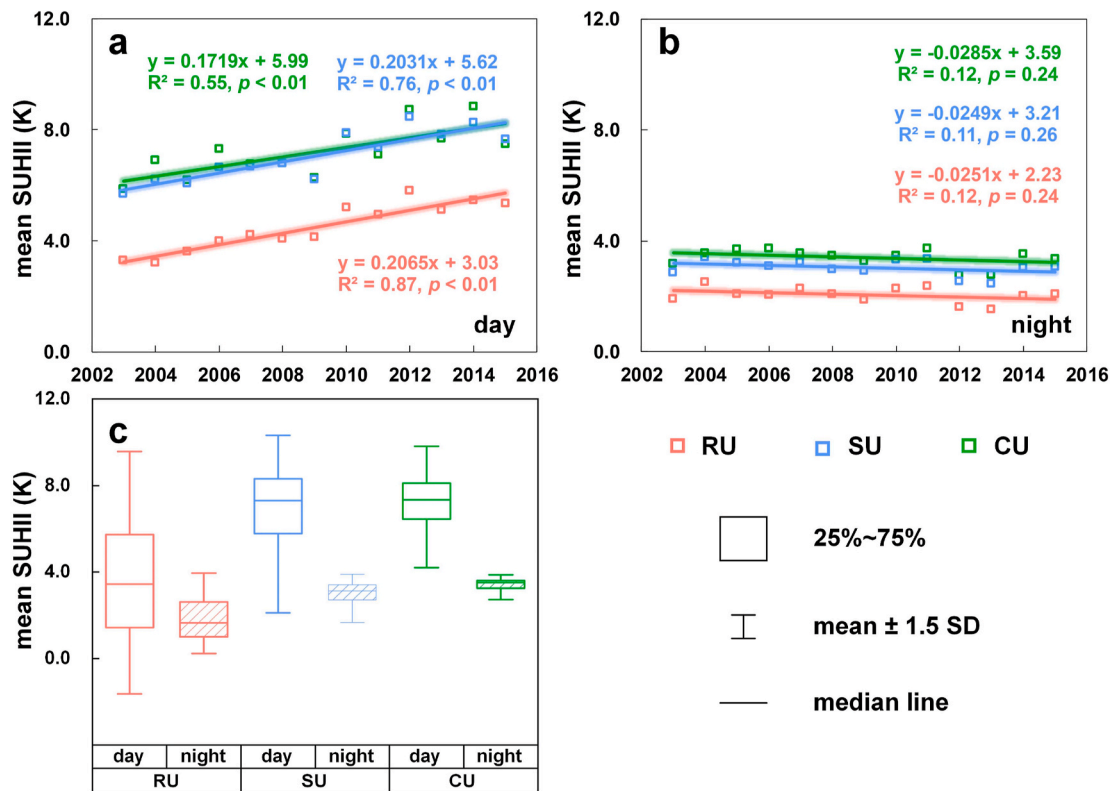 12.0
8.0
4.0
0.0
mean SUHII (K)
a
y = 0.1719x + 5.99
R² = 0.55, p < 0.01
y = 0.2031x + 5.62
R² = 0.76, p < 0.01
y = 0.2065x + 3.03
R² = 0.87, p < 0.01
day
2002 2004 2006 2008 2010 2012 2014 2016
12.0
8.0
4.0
0.0
mean SUHII (K)
b
y = -0.0285x + 3.59
R² = 0.12, p = 0.24
y = -0.0249x + 3.21
R² = 0.11, p = 0.26
y = -0.0251x + 2.23
R² = 0.12, p = 0.24
night
2002 2004 2006 2008 2010 2012 2014 2016
12.0
8.0
4.0
0.0
mean SUHII (K)
c
day night day night day night
RU SU CU
RU SU CU
25%~75%
mean ± 1.5 SD
median line